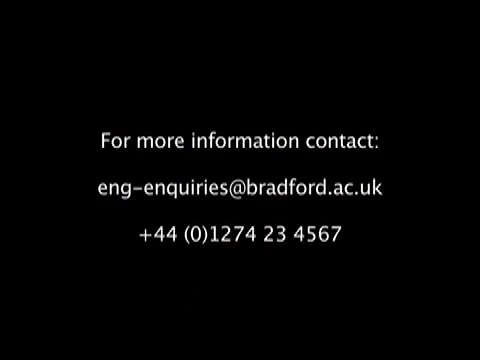 For more information contact:
eng-enquiries@bradford.ac.uk
+44 (0)1274 23 4567